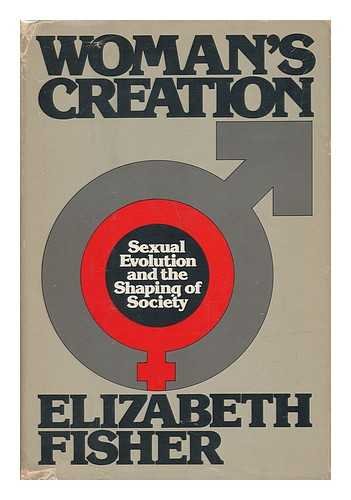 WOMAN'S
CREATION
Sexual
Evolution
and the
Shaping of
Society
ELIZABETH
FISHER